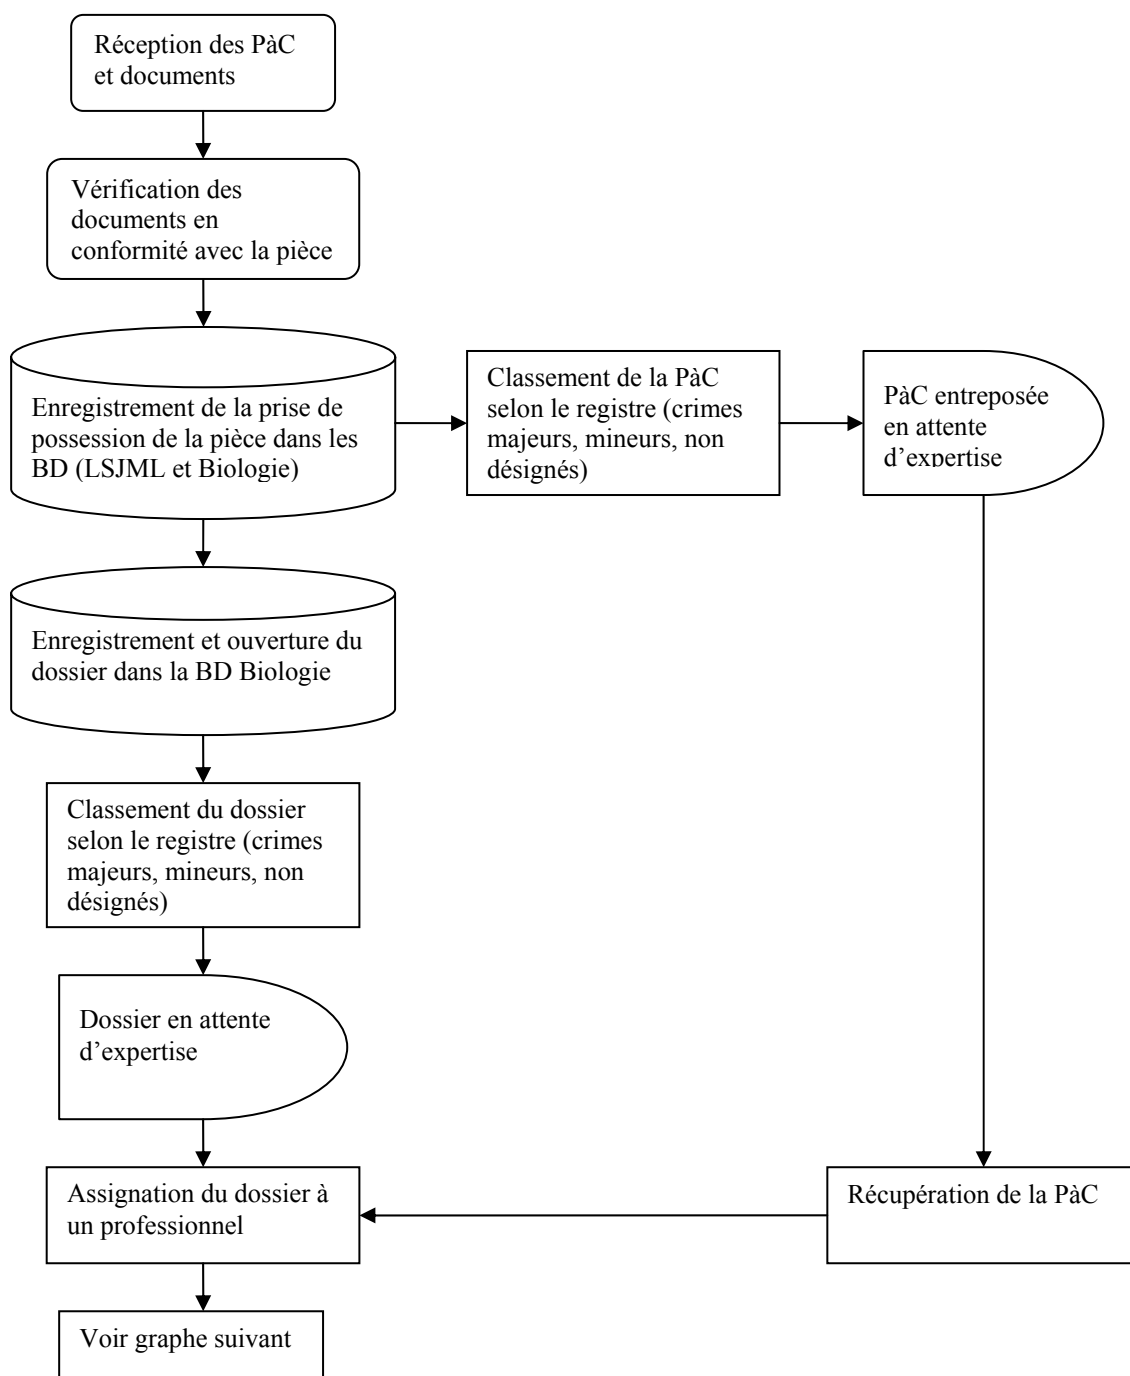 Réception des PàC
et documents
Vérification des
documents en
conformité avec la pièce
Enregistrement de la prise de
possession de la pièce dans les
BD (LSJML et Biologie)
Classement de la PàC
selon le registre (crimes
majeurs, mineurs, non
désignés)
PàC entreposée
en attente
d’expertise
Enregistrement et ouverture du
dossier dans la BD Biologie
Classement du dossier
selon le registre (crimes
majeurs, mineurs, non
désignés)
Dossier en attente
d’expertise
Assignation du dossier à
un professionnel
Récupération de la PàC
Voir graphe suivant